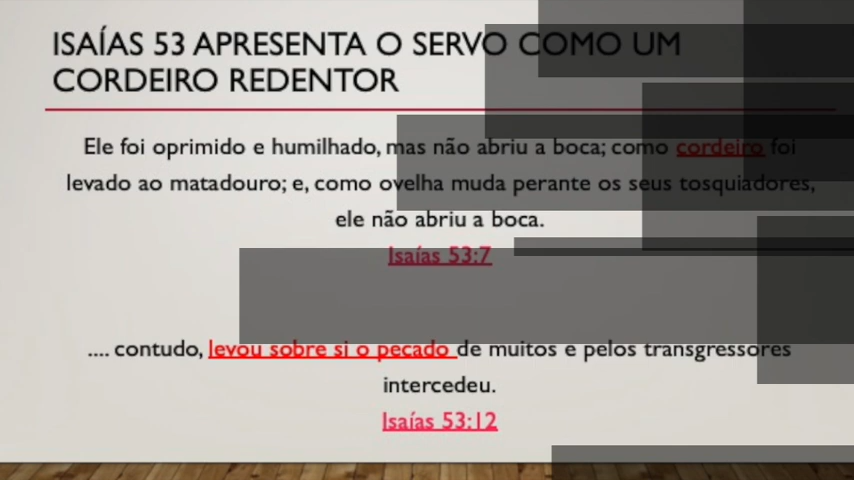 ISAÍAS 53 APRESENTA O SERVO COMO UM
CORDEIRO REDENTOR
Ele foi oprimido e humilhado, mas não abriu a boca; como cordeiro foi
levado ao matadouro; e, como ovelha muda perante os seus tosquiadores,
ele não abriu a boca.
Isaías 53:7
.... contudo, levou sobre si o pecado de muitos e pelos transgressores
intercedeu.
Isaías 53:12